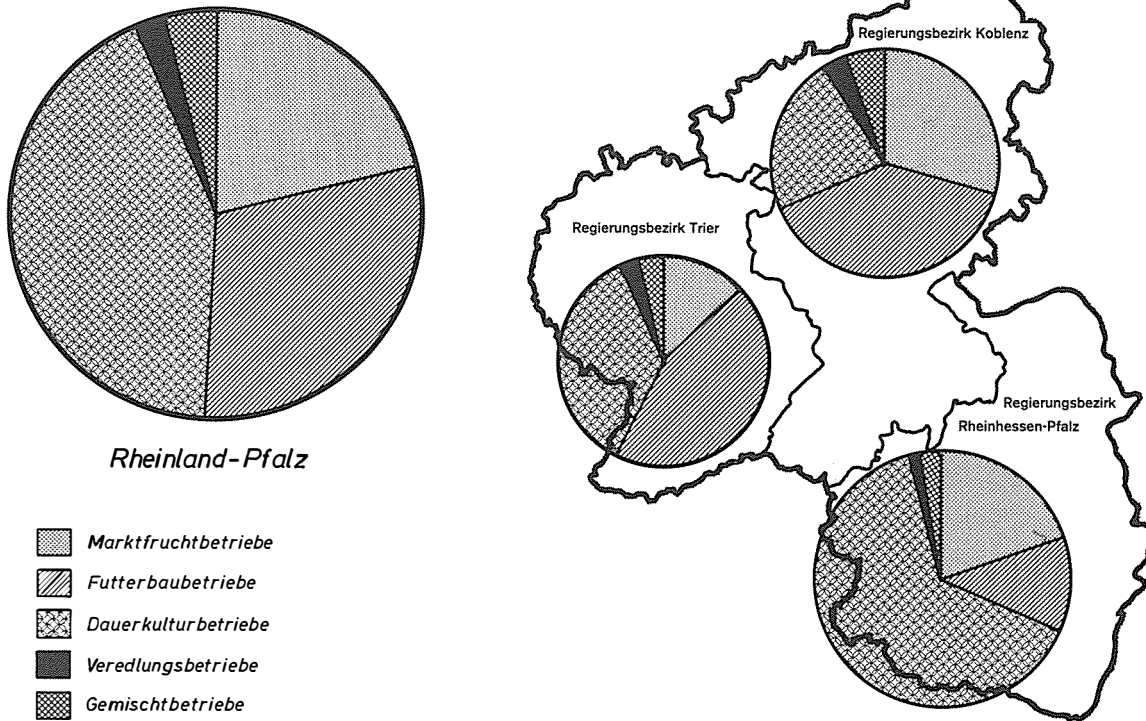 Rheinland-Pfalz
Marktfruchtbetriebe
Futterbaubetriebe
Dauerkulturbetriebe
Veredlungsbetriebe
Gemischtbetriebe
Regierungsbezirk Koblenz
Regierungsbezirk Trier
Regierungsbezirk
Rheinhessen-Pfalz